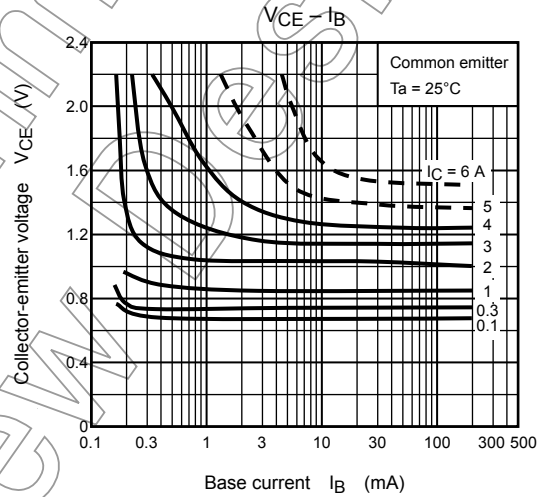 VCE – IB
2.4
2.0
1.6
1.2
0.8
0.4
0
Collector-emitter voltage VCE (V)
Common emitter
Ta = 25°C
IC = 6 A
5
4
3
2
1
0.3
0.1
0.1 0.3 1 3 10 30 100 300 500
Base current IB (mA)